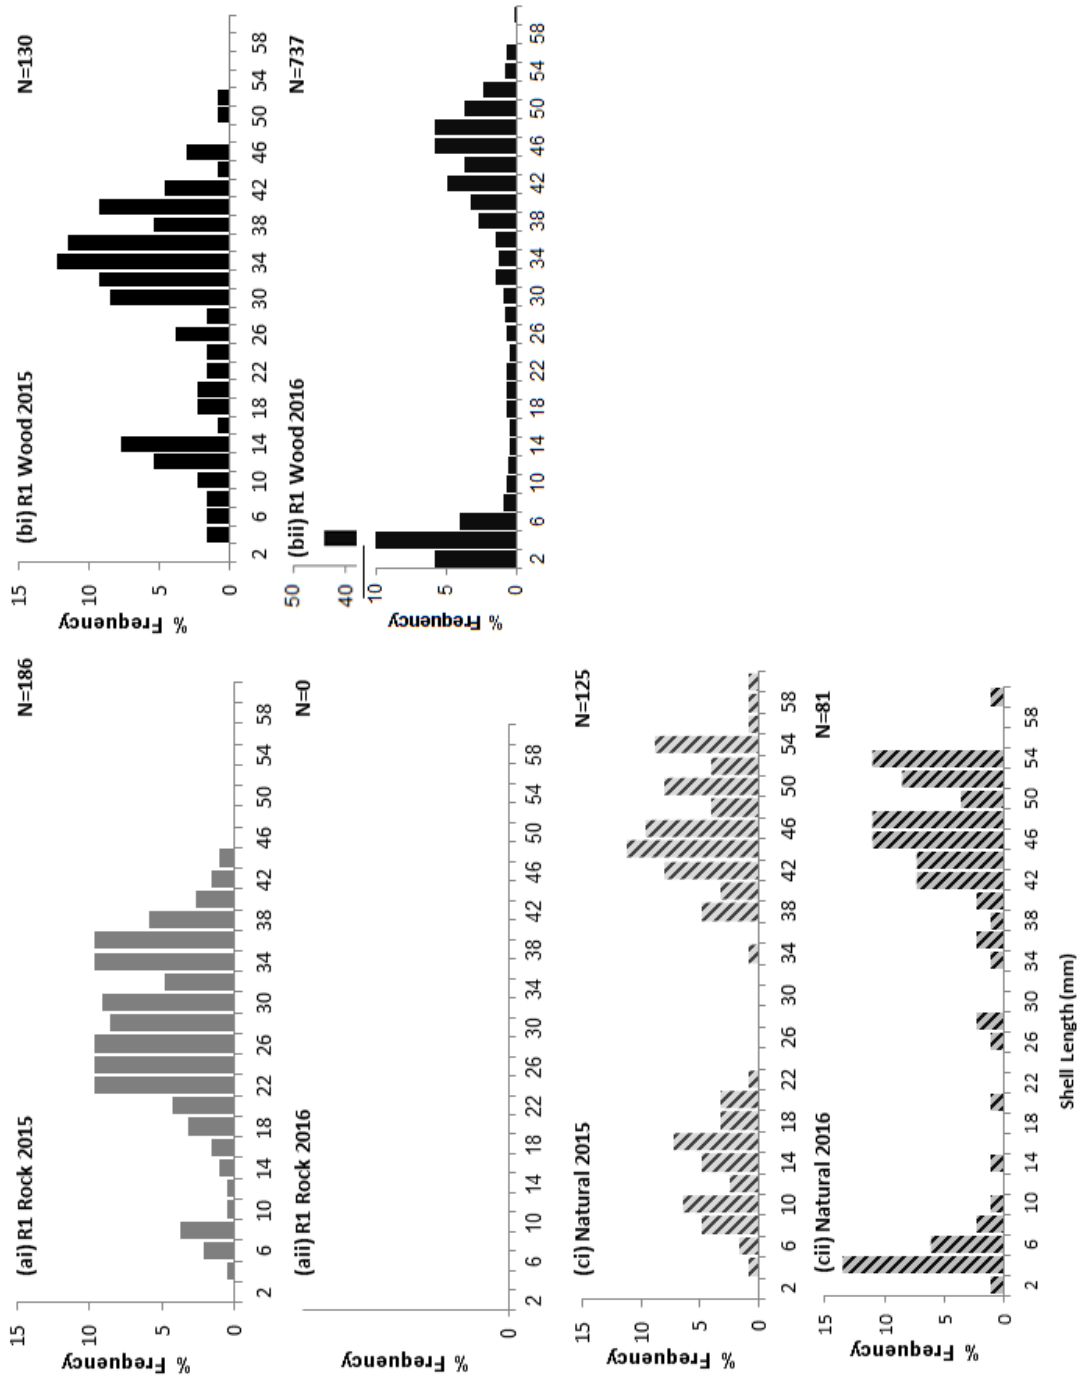 (ai) R1 Rock 2015
N=186
% Frequency
15
10
5
0
2 6 10 14 18 22 26 30 34 38 42 46 50 54 58
(bi) R1 Wood 2015
N=130
% Frequency
15
10
5
0
2 6 10 14 18 22 26 30 34 38 42 46 50 54 58
(aii) R1 Rock 2016
N=0
% Frequency
0
2 6 10 14 18 22 26 30 34 38 42 46 50 54 58
(bii) R1 Wood 2016
N=737
% Frequency
50
40
10
5
0
2 6 10 14 18 22 26 30 34 38 42 46 50 54 58
(ci) Natural 2015
N=125
% Frequency
15
10
5
0
2 6 10 14 18 22 26 30 34 38 42 46 50 54 58
(cii) Natural 2016
N=81
% Frequency
15
10
5
0
2 6 10 14 18 22 26 30 34 38 42 46 50 54 58
Shell Length (mm)